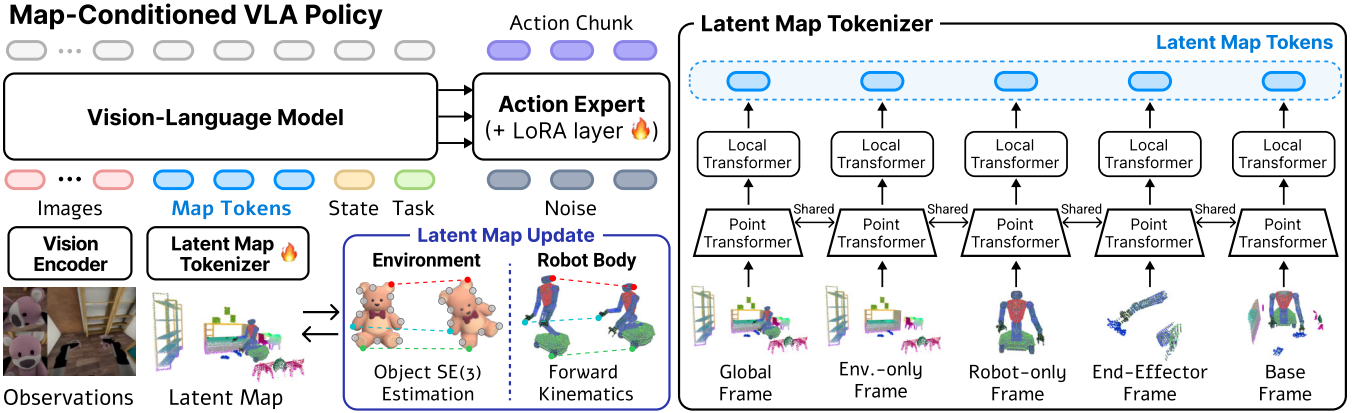 Map-Conditioned VLA Policy
Action Chunk
Vision-Language Model
Action Expert
(+ LoRA layer 🔥)
Images
Map Tokens
State
Task
Noise
Vision
Encoder
Latent Map
Tokenizer 🔥
Observations
Latent Map
Latent Map Update
Environment
Robot Body
Object SE(3)
Estimation
Forward
Kinematics
Latent Map Tokenizer
Latent Map Tokens
Local
Transformer
Local
Transformer
Local
Transformer
Local
Transformer
Local
Transformer
Point
Transformer
Shared
Point
Transformer
Shared
Point
Transformer
Shared
Point
Transformer
Shared
Point
Transformer
Global
Frame
Env.-only
Frame
Robot-only
Frame
End-Effector
Frame
Base
Frame